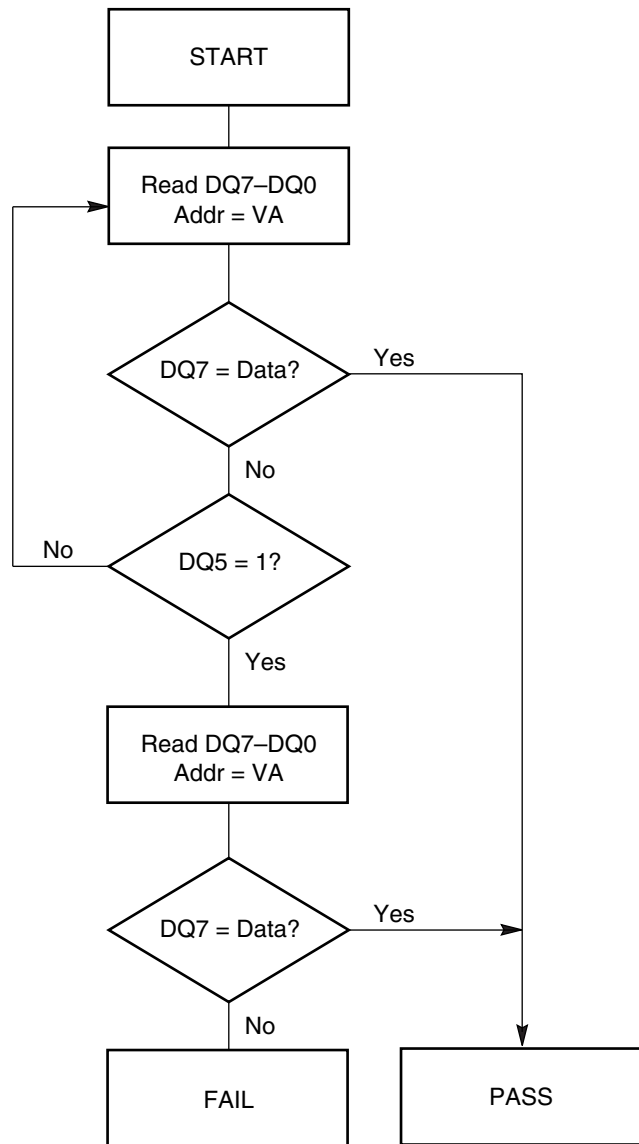 START
Read DQ7–DQ0
Addr = VA
DQ7 = Data?
Yes
No
No
DQ5 = 1?
Yes
Read DQ7–DQ0
Addr = VA
DQ7 = Data?
Yes
No
FAIL
PASS